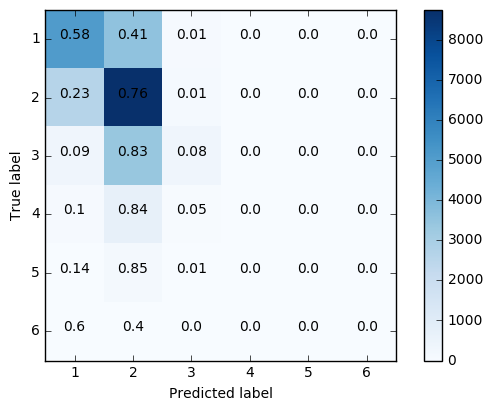 1 0.58 0.41 0.01 0.0 0.0 0.0
2 0.23 0.76 0.01 0.0 0.0 0.0
3 0.09 0.83 0.08 0.0 0.0 0.0
4 0.1 0.84 0.05 0.0 0.0 0.0
5 0.14 0.85 0.01 0.0 0.0 0.0
6 0.6 0.4 0.0 0.0 0.0 0.0
1 2 3 4 5 6
Predicted label
True label
8000
7000
6000
5000
4000
3000
2000
1000
0